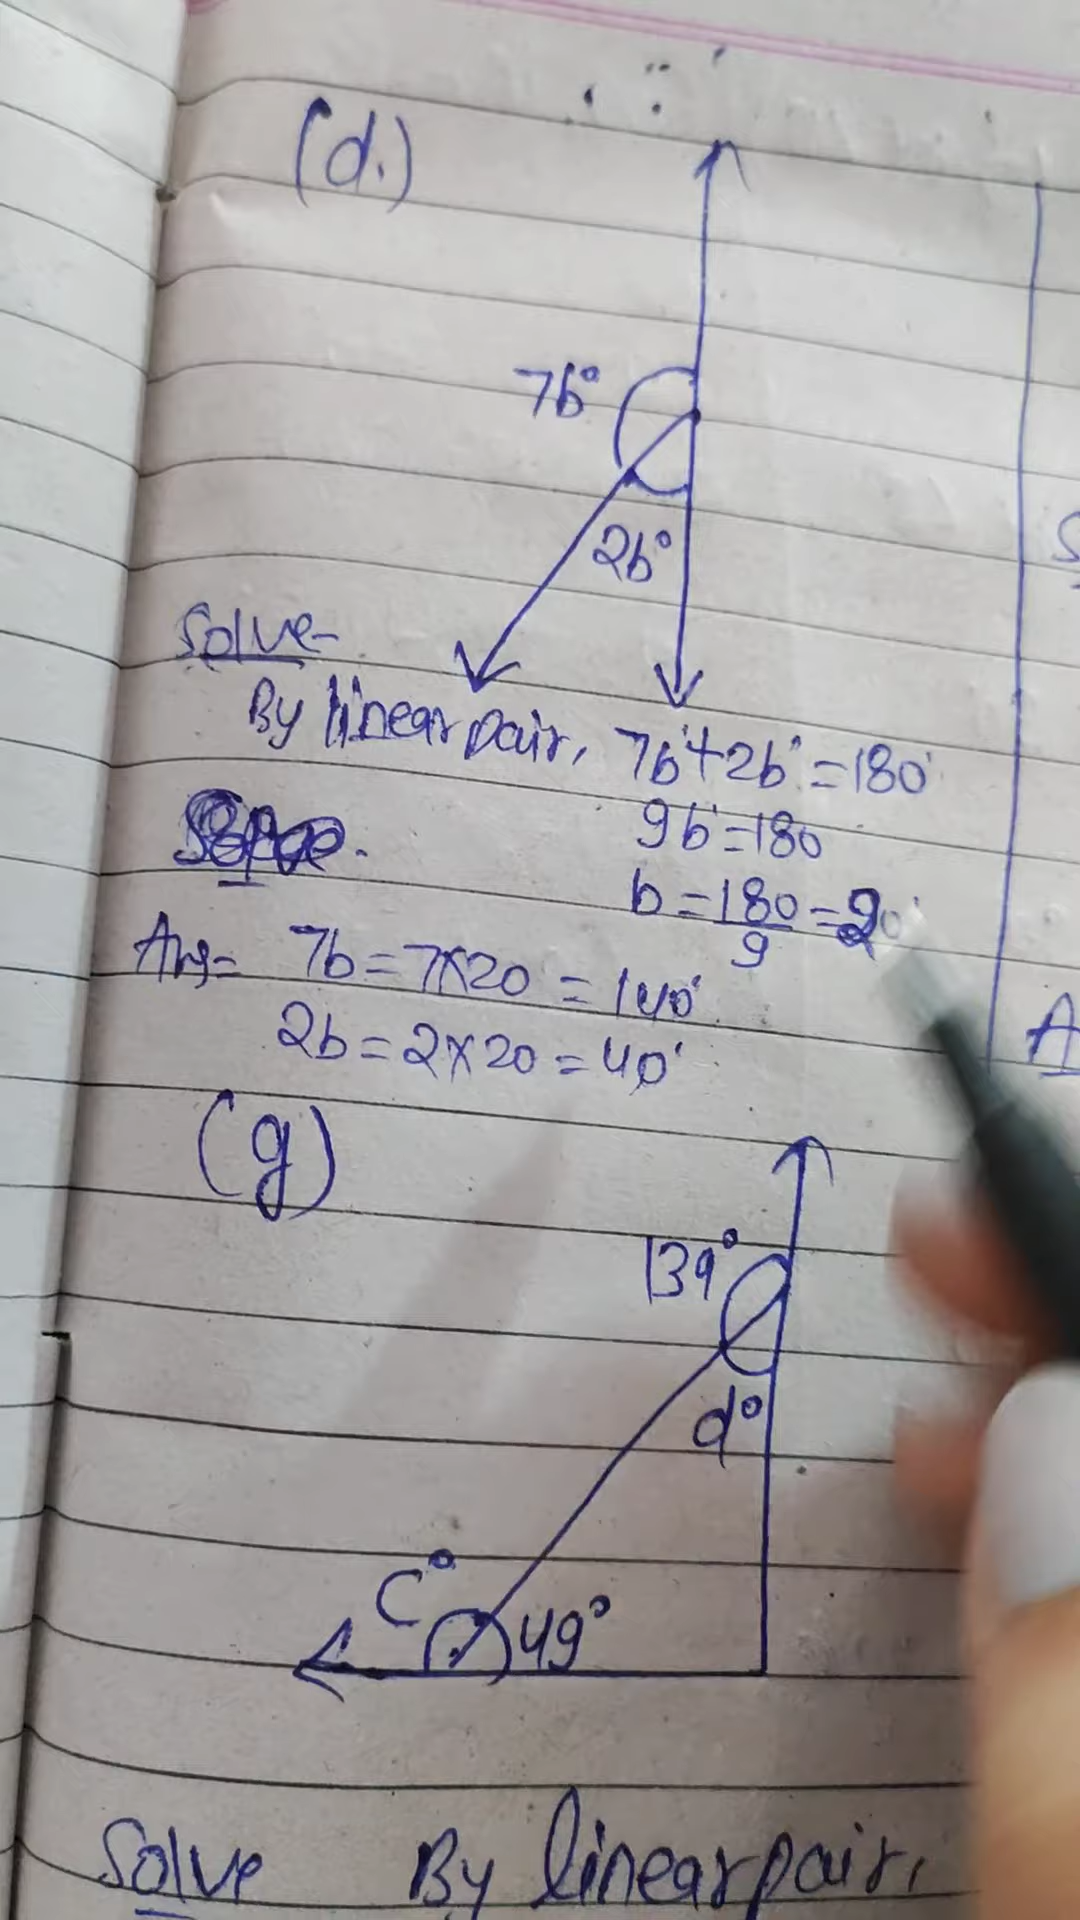 (d.)
7b°
2b°
Solve-
By linear pair, 7b°+2b°=180°
9b°=180
b=180/9=20°
Ans- 7b=7×20=140°
2b=2×20=40°
(g)
139°
d°
C°
49°
Solve By linear pair,